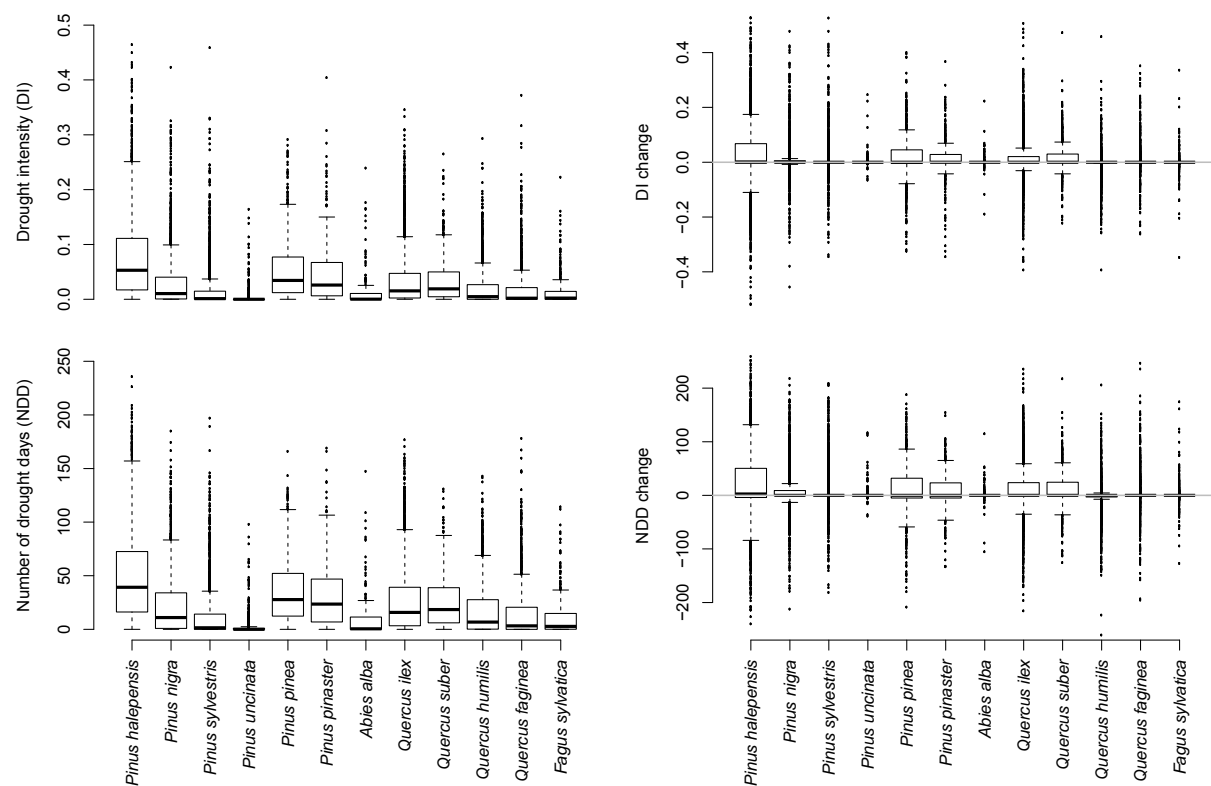 Drought intensity (DI)
0.5
0.4
0.3
0.2
0.1
0.0
DI change
0.4
0.2
0.0
−0.2
−0.4
Number of drought days (NDD)
250
200
150
100
50
0
NDD change
200
100
0
−100
−200
Pinus halepensis
Pinus nigra
Pinus sylvestris
Pinus uncinata
Pinus pinea
Pinus pinaster
Abies alba
Quercus ilex
Quercus suber
Quercus humilis
Quercus faginea
Fagus sylvatica
Pinus halepensis
Pinus nigra
Pinus sylvestris
Pinus uncinata
Pinus pinea
Pinus pinaster
Abies alba
Quercus ilex
Quercus suber
Quercus humilis
Quercus faginea
Fagus sylvatica